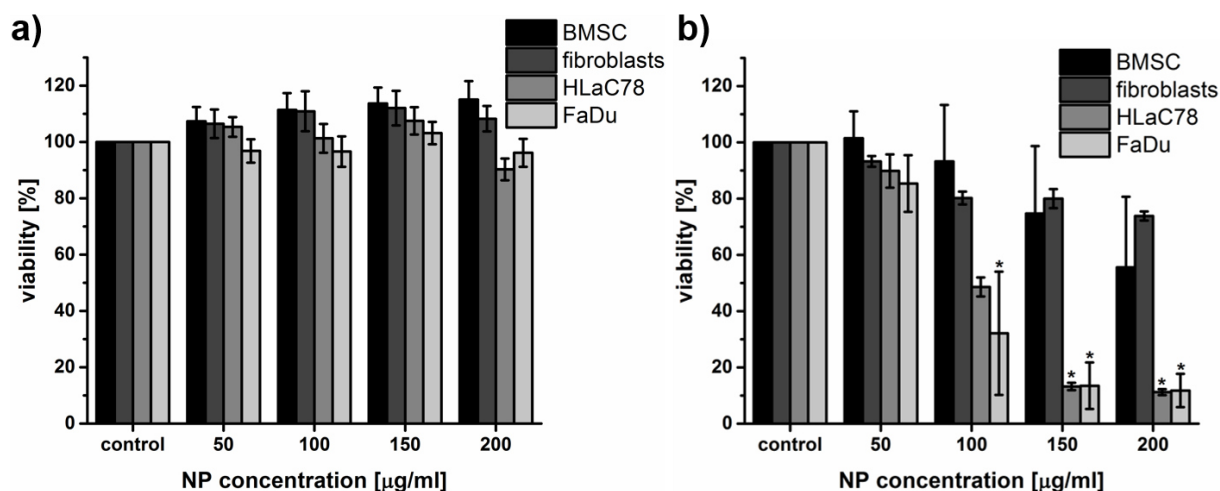 a)
BMSC
fibroblasts
HLaC78
FaDu
120
100
80
60
40
20
0
viability [%]
control 50 100 150 200
NP concentration [µg/ml]
b)
BMSC
fibroblasts
HLaC78
FaDu
120
100
80
60
40
20
0
viability [%]
*
* *
* *
control 50 100 150 200
NP concentration [µg/ml]